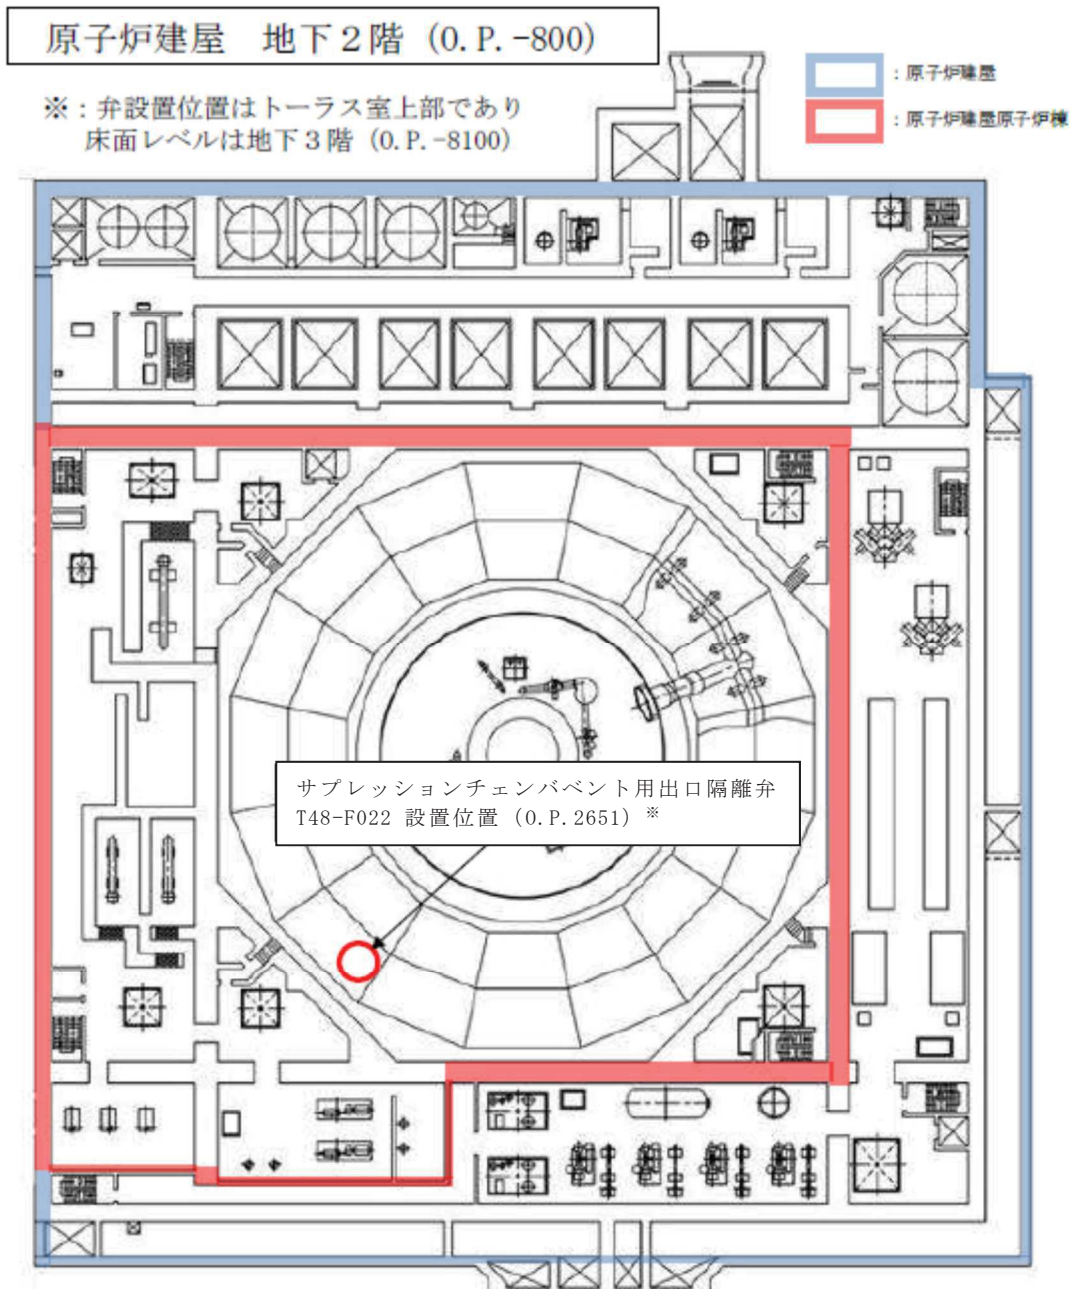 原子炉建屋 地下２階（O.P.-800）
※：弁設置位置はトーラス室上部であり
床面レベルは地下３階（O.P.-8100）
：原子炉建屋
：原子炉建屋原子炉棟
サプレッションチェンバベント用出口隔離弁
T48-F022 設置位置（O.P.2651）※